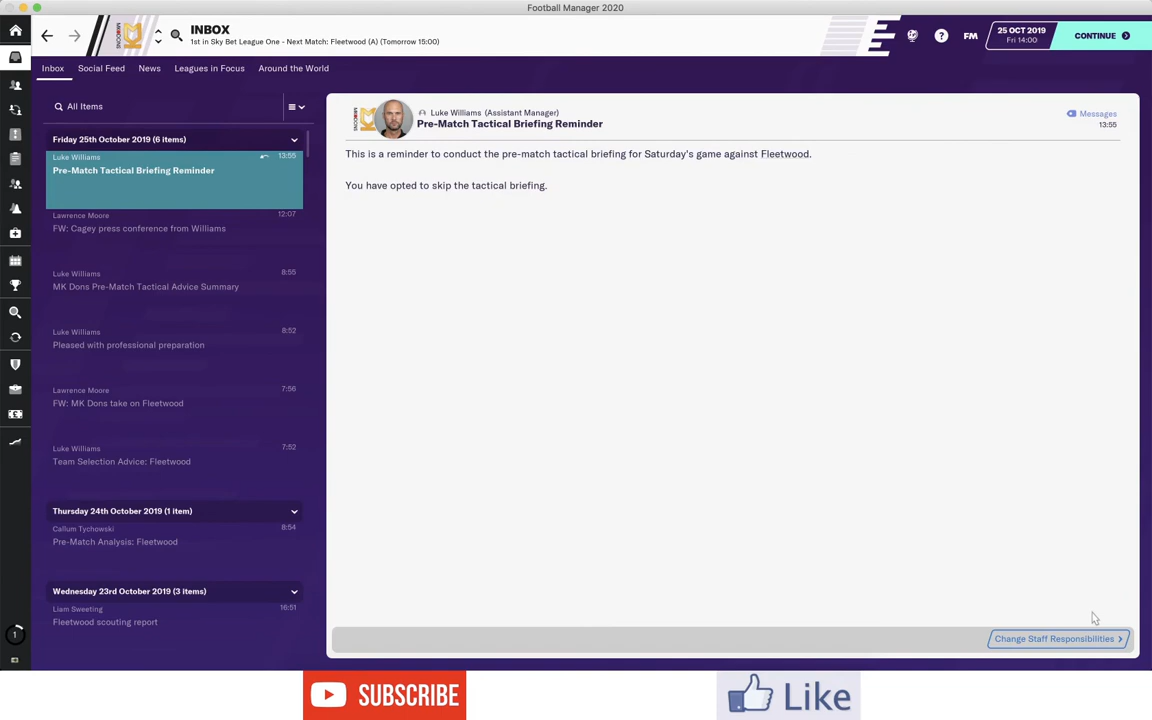 Football Manager 2020
INBOX
1st in Sky Bet League One - Next Match: Fleetwood (A) (Tomorrow 15:00)
FM
25 OCT 2019
Fri 14:00
CONTINUE
Inbox Social Feed News Leagues in Focus Around the World
All Items
Friday 25th October 2019 (6 items)
Luke Williams 13:55
Pre-Match Tactical Briefing Reminder
Lawrence Moore 12:07
FW: Cagey press conference from Williams
Luke Williams 8:55
MK Dons Pre-Match Tactical Advice Summary
Luke Williams 8:52
Pleased with professional preparation
Lawrence Moore 7:56
FW: MK Dons take on Fleetwood
Luke Williams 7:52
Team Selection Advice: Fleetwood
Thursday 24th October 2019 (1 item)
Callum Tychowski 8:54
Pre-Match Analysis: Fleetwood
Wednesday 23rd October 2019 (3 items)
Liam Sweeting 16:51
Fleetwood scouting report
1
Luke Williams (Assistant Manager)
Pre-Match Tactical Briefing Reminder
Messages
13:55
This is a reminder to conduct the pre-match tactical briefing for Saturday's game against Fleetwood.
You have opted to skip the tactical briefing.
Change Staff Responsibilities
SUBSCRIBE
Like